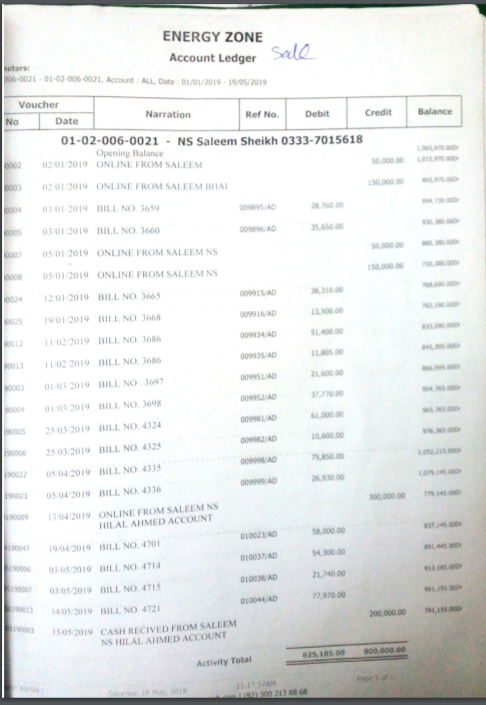 ENERGY ZONE
Account Ledger Sale
meters:
006-0021 - 01-02-006-0021, Account : ALL, Date : 01/01/2019 - 19/05/2019
Voucher
No Date Narration Ref No. Debit Credit Balance
01-02-006-0021 - NS Saleem Sheikh 0333-7015618
Opening Balance 1,065,970.00Dr
0002 02/01/2019 ONLINE FROM SALEEM 50,000.00 1,015,970.00Dr
0003 02/01/2019 ONLINE FROM SALEEM BHAI 150,000.00 865,970.00Dr
0004 03/01/2019 BILL NO. 3659 009895/AD 28,760.00 894,730.00Dr
0005 03/01/2019 BILL NO. 3660 009896/AD 35,650.00 930,380.00Dr
0007 05/01/2019 ONLINE FROM SALEEM NS 50,000.00 880,380.00Dr
0008 05/01/2019 ONLINE FROM SALEEM NS 150,000.00 730,380.00Dr
00024 12/01/2019 BILL NO. 3665 009915/AD 38,310.00 768,690.00Dr
00025 19/01/2019 BILL NO. 3668 009916/AD 13,500.00 782,190.00Dr
00012 11/02/2019 BILL NO. 3686 009934/AD 51,400.00 833,590.00Dr
00013 11/02/2019 BILL NO. 3686 009935/AD 11,805.00 845,395.00Dr
90003 01/03/2019 BILL NO . 3697 009951/AD 21,600.00 866,995.00Dr
90004 01/03/2019 BILL NO. 3698 009952/AD 37,770.00 904,765.00Dr
190005 25/03/2019 BILL NO. 4324 009981/AD 61,000.00 965,765.00Dr
190006 25/03/2019 BILL NO. 4325 009982/AD 10,600.00 976,365.00Dr
190022 05/04/2019 BILL NO. 4335 009998/AD 75,850.00 1,052,215.00Dr
190023 05/04/2019 BILL NO. 4336 009999/AD 26,930.00 1,079,145.00Dr
190009 13/04/2019 ONLINE FROM SALEEM NS 300,000.00 779,145.00Dr
HILAL AHMED ACCOUNT
190047 19/04/2019 BILL NO. 4701 010023/AD 58,000.00 837,145.00Dr
190006 03/05/2019 BILL NO. 4714 010037/AD 54,300.00 891,445.00Dr
190007 03/05/2019 BILL NO. 4715 010038/AD 21,740.00 913,185.00Dr
190013 14/05/2019 BILL NO. 4721 010044/AD 77,970.00 991,155.00Dr
190003 15/05/2019 CASH RECIVED FROM SALEEM 200,000.00 791,155.00Dr
NS HILAL AHMED ACCOUNT
Activity Total 625,185.00 900,000.00
Saturday, 18 May, 2019 11:17:57AM Page 1 of 1
(92) 300 213 88 68